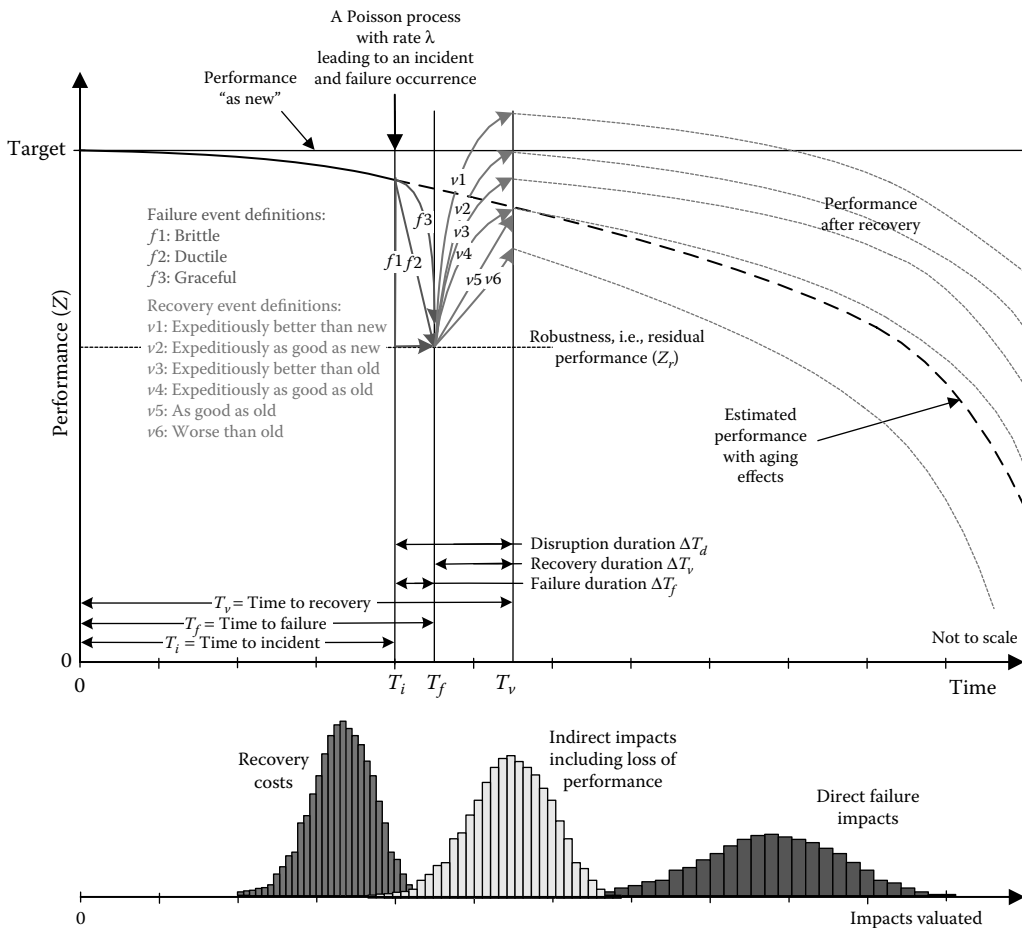 A Poisson process
with rate λ
leading to an incident
and failure occurrence
Performance
“as new”
Target
v1
v2
v3
v4
v5 v6
f3
f1 f2
Performance
after recovery
Failure event definitions:
f1: Brittle
f2: Ductile
f3: Graceful
Recovery event definitions:
v1: Expeditiously better than new
v2: Expeditiously as good as new
v3: Expeditiously better than old
v4: Expeditiously as good as old
v5: As good as old
v6: Worse than old
Performance (Z)
Robustness, i.e., residual
performance (Zr)
Estimated
performance
with aging
effects
Disruption duration ΔTd
Recovery duration ΔTv
Failure duration ΔTf
Tv = Time to recovery
Tf = Time to failure
Ti = Time to incident
Not to scale
0
0
Ti
Tf
Tv
Time
Recovery
costs
Indirect impacts
including loss of
performance
Direct failure
impacts
0
Impacts valuated